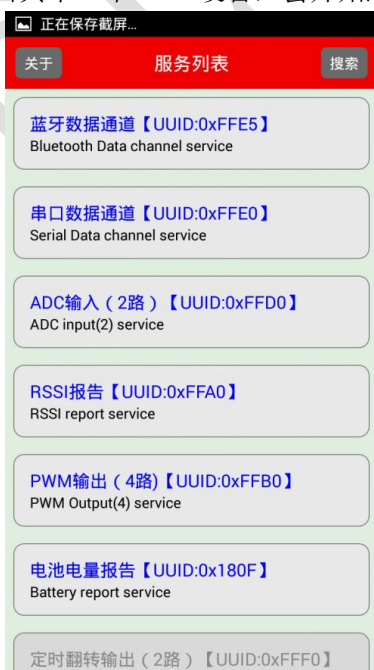 正在保存截屏...
关于
服务列表
搜索
蓝牙数据通道【UUID:0xFFE5】
Bluetooth Data channel service
串口数据通道【UUID:0xFFE0】
Serial Data channel service
ADC输入（2路）【UUID:0xFFD0】
ADC input(2) service
RSSI报告【UUID:0xFFA0】
RSSI report service
PWM输出（4路)【UUID:0xFFB0】
PWM Output(4) service
电池电量报告【UUID:0x180F】
Battery report service
定时翻转输出（2路）【UUID:0xFFF0】